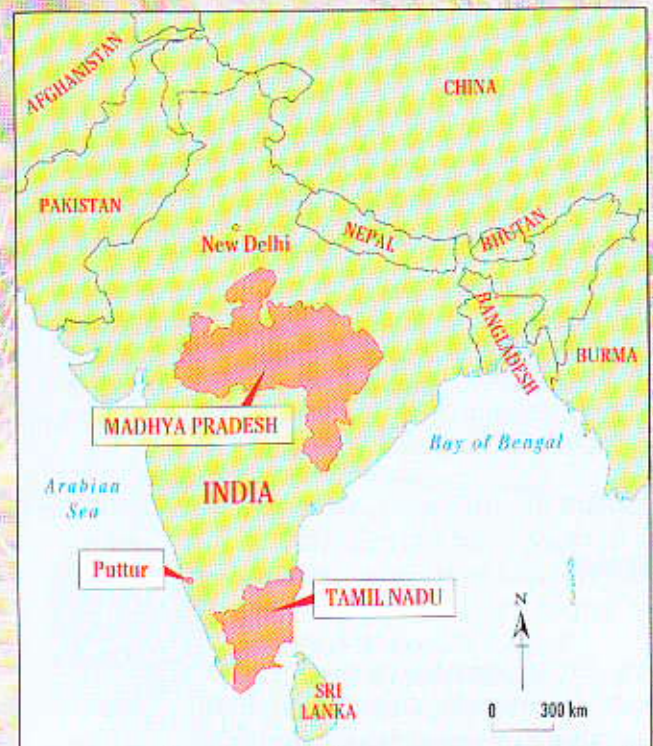 AFGHANISTAN
CHINA
PAKISTAN
New Delhi
NEPAL
BHUTAN
BANGLADESH
BURMA
MADHYA PRADESH
Bay of Bengal
Arabian
Sea
INDIA
Puttur
TAMIL NADU
N
SRI
LANKA
0 300 km